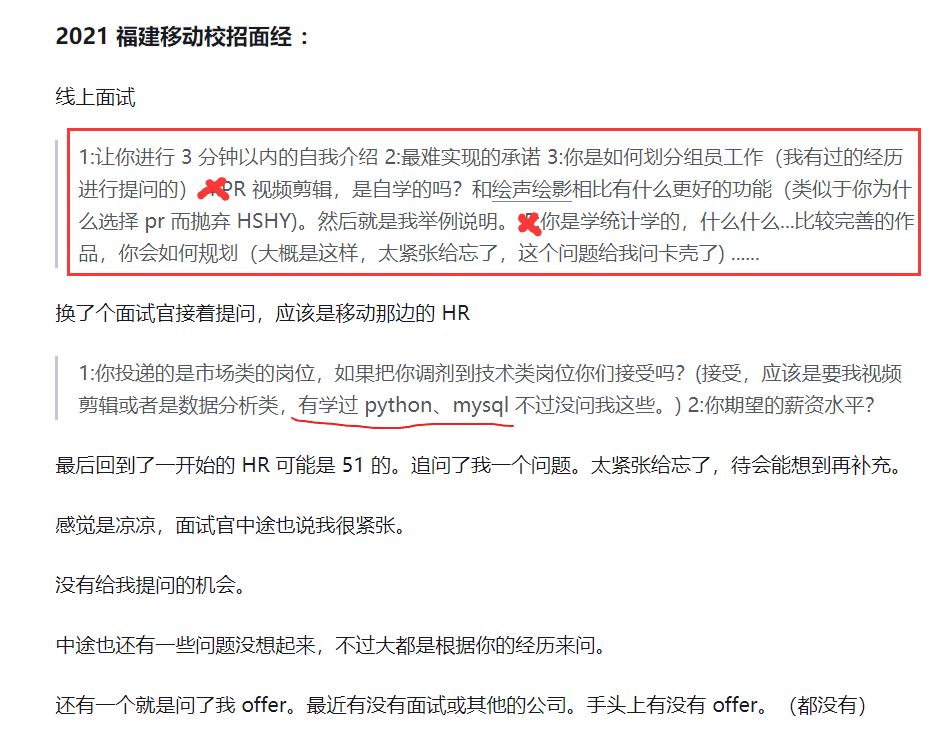 2021 福建移动校招面经：
线上面试
1:让你进行 3 分钟以内的自我介绍 2:最难实现的承诺 3:你是如何划分组员工作（我有过的经历
进行提问的） PR 视频剪辑，是自学的吗？和绘声绘影相比有什么更好的功能（类似于你为什
么选择 pr 而抛弃 HSHY)。然后就是我举例说明。 你是学统计学的，什么什么...比较完善的作
品，你会如何规划（大概是这样，太紧张给忘了，这个问题给我问卡壳了) ......
换了个面试官接着提问，应该是移动那边的 HR
1:你投递的是市场类的岗位，如果把你调剂到技术类岗位你们接受吗？(接受，应该是要我视频
剪辑或者是数据分析类，有学过 python、mysql 不过没问我这些。) 2:你期望的薪资水平？
最后回到了一开始的 HR 可能是 51 的。追问了我一个问题。太紧张给忘了，待会能想到再补充。
感觉是凉凉，面试官中途也说我很紧张。
没有给我提问的机会。
中途也还有一些问题没想起来，不过大都是根据你的经历来问。
还有一个就是问了我 offer。最近有没有面试或其他的公司。手头上有没有 offer。（都没有）